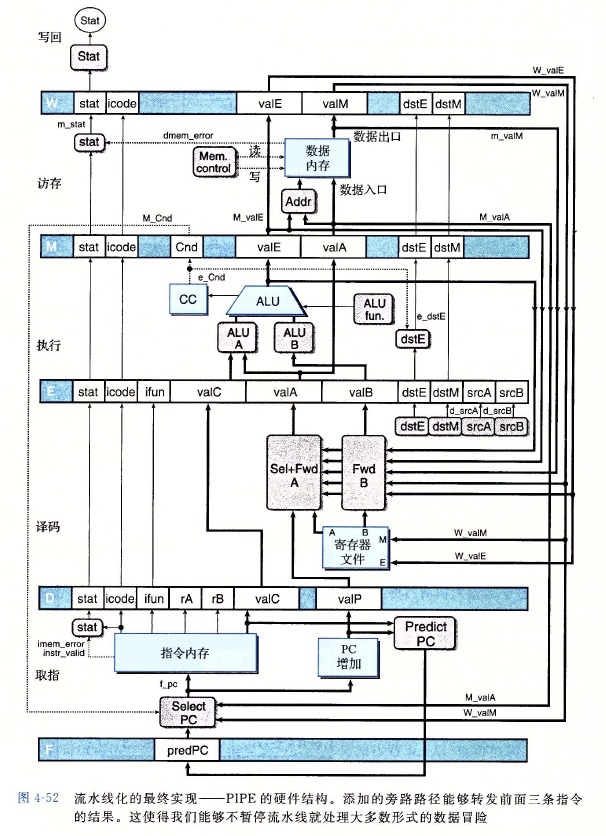 Stat
写回
Stat
W_valE
W_valM
W stat icode valE valM dstE dstM
m_stat
数据出口
m_valM
dmem_error
stat
Mem. control
读
写
数据
内存
访存
Addr
数据入口
M_Cnd
M_valE
M_valA
M stat icode Cnd valE valA dstE dstM
e_Cnd
CC
ALU
ALU
fun.
e_dstE
ALU
A
ALU
B
dstE
执行
E stat icode ifun valC valA valB dstE dstM srcA srcB
d_srcA d_srcB
dstE dstM srcA srcB
Sel+Fwd
A
Fwd
B
译码
A B
M
E
寄存器
文件
W_valM
W_valE
D stat icode ifun rA rB valC valP
stat
imem_error
instr_valid
指令内存
PC
增加
Predict
PC
取指
f_pc
Select
PC
M_valA
W_valM
F predPC
图 4-52 流水线化的最终实现——PIPE 的硬件结构。添加的旁路路径能够转发前面三条指令
的结果。这使得我们能够不暂停流水线就处理大多数形式的数据冒险